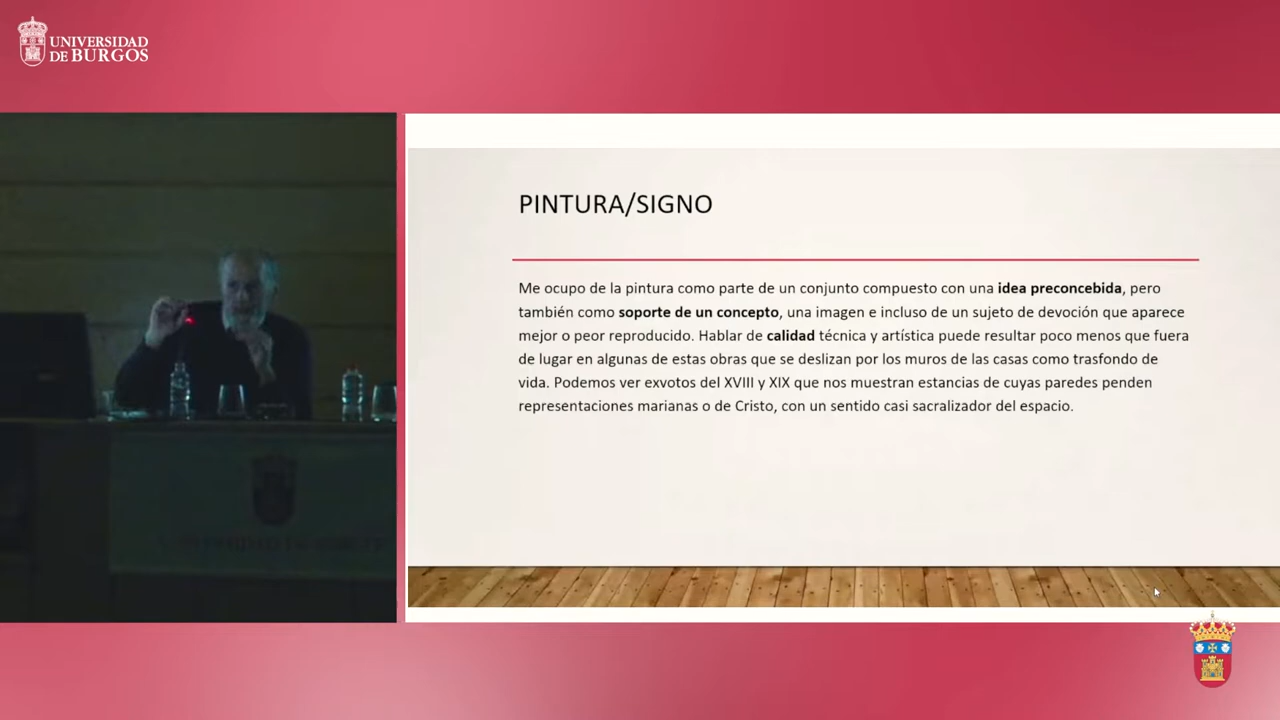 UNIVERSIDAD
DE BURGOS
PINTURA/SIGNO
Me ocupo de la pintura como parte de un conjunto compuesto con una idea preconcebida, pero
también como soporte de un concepto, una imagen e incluso de un sujeto de devoción que aparece
mejor o peor reproducido. Hablar de calidad técnica y artística puede resultar poco menos que fuera
de lugar en algunas de estas obras que se deslizan por los muros de las casas como trasfondo de
vida. Podemos ver exvotos del XVIII y XIX que nos muestran estancias de cuyas paredes penden
representaciones marianas o de Cristo, con un sentido casi sacralizador del espacio.